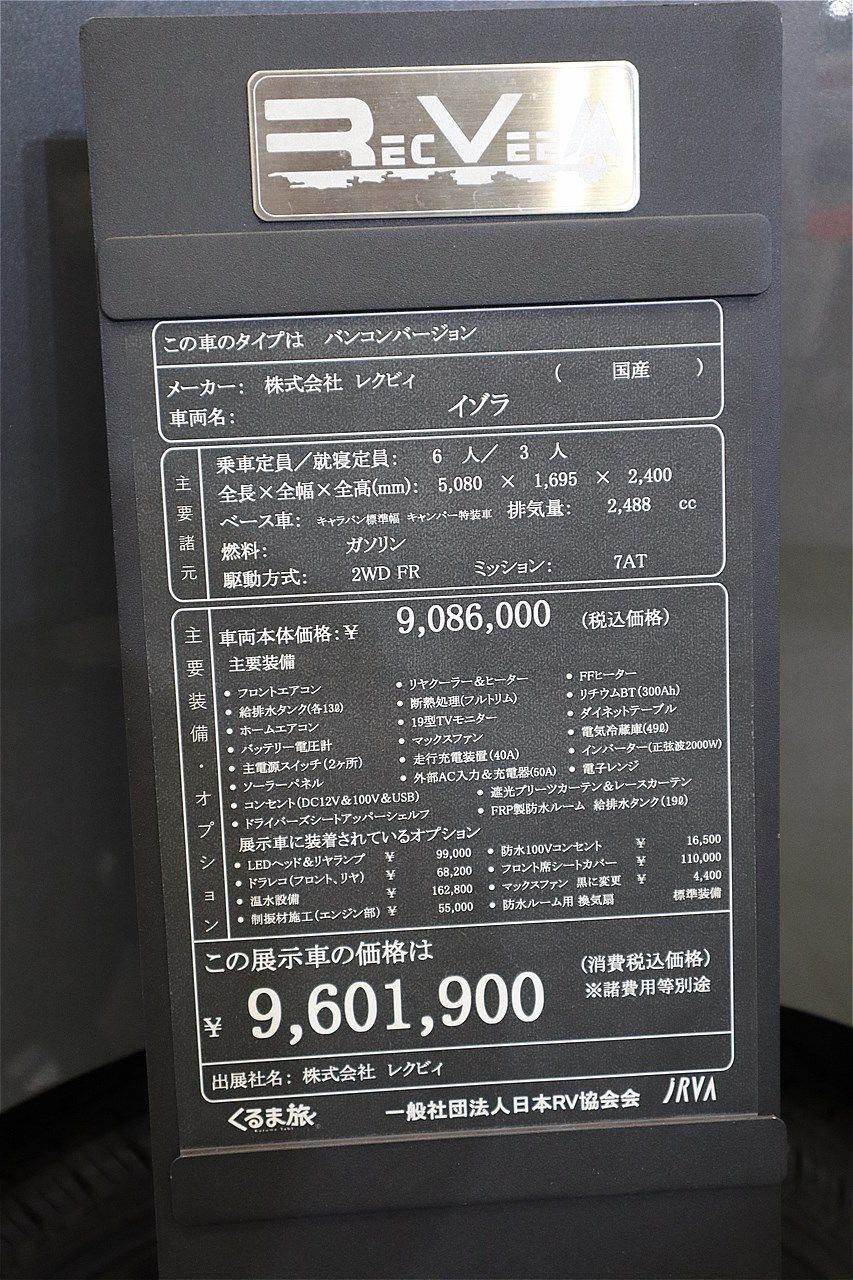 RECVEE
この車のタイプは バンコンバージョン
メーカー： 株式会社 レクビィ （ 国産 ）
車両名： イゾラ
主要諸元
乗車定員／就寝定員： 6 人／ 3 人
全長×全幅×全高(mm)： 5,080 × 1,695 × 2,400
ベース車： キャラバン標準幅 キャンパー特装車 排気量： 2,488 cc
燃料： ガソリン
駆動方式： 2WD FR ミッション： 7AT
主要装備・オプション
車両本体価格：¥ 9,086,000 （税込価格）
主要装備
● フロントエアコン ● リヤクーラー＆ヒーター ● FFヒーター
● 給排水タンク(各13ℓ) ● 断熱処理(フルトリム) ● リチウムBT(300Ah)
● ホームエアコン ● 19型TVモニター ● ダイネットテーブル
● バッテリー電圧計 ● マックスファン ● 電気冷蔵庫(49ℓ)
● 主電源スイッチ(2ヶ所) ● 走行充電装置(40A) ● インバーター(正弦波2000W)
● ソーラーパネル ● 外部AC入力＆充電器(50A) ● 電子レンジ
● コンセント(DC12V＆100V＆USB) ● 遮光プリーツカーテン＆レースカーテン
● ドライバーズシートアッパーシェルフ ● FRP製防水ルーム 給排水タンク(19ℓ)
展示車に装着されているオプション
● LEDヘッド＆リヤランプ ¥ 99,000 ● 防水100Vコンセント ¥ 16,500
● ドラレコ(フロント、リヤ) ¥ 68,200 ● フロント席シートカバー ¥ 110,000
● 温水設備 ¥ 162,800 ● マックスファン 黒に変更 ¥ 4,400
● 制振材施工(エンジン部) ¥ 55,000 ● 防水ルーム用 換気扇 標準装備
この展示車の価格は
¥ 9,601,900 （消費税込価格）
※諸費用等別途
出展社名： 株式会社 レクビィ
くるま旅 一般社団法人日本RV協会会 JRVA
Kuruma Tabi